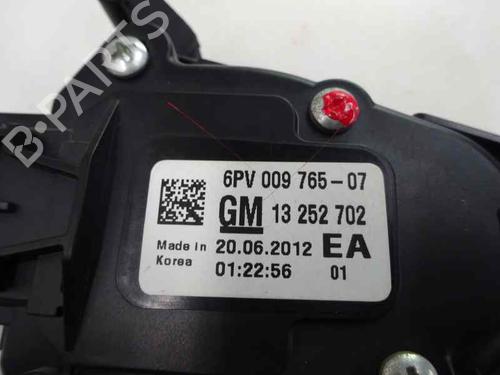 B-PARTS
6PV 009 765-07
GM 13 252 702
Made in Korea 20.06.2012 EA
01:22:56 01